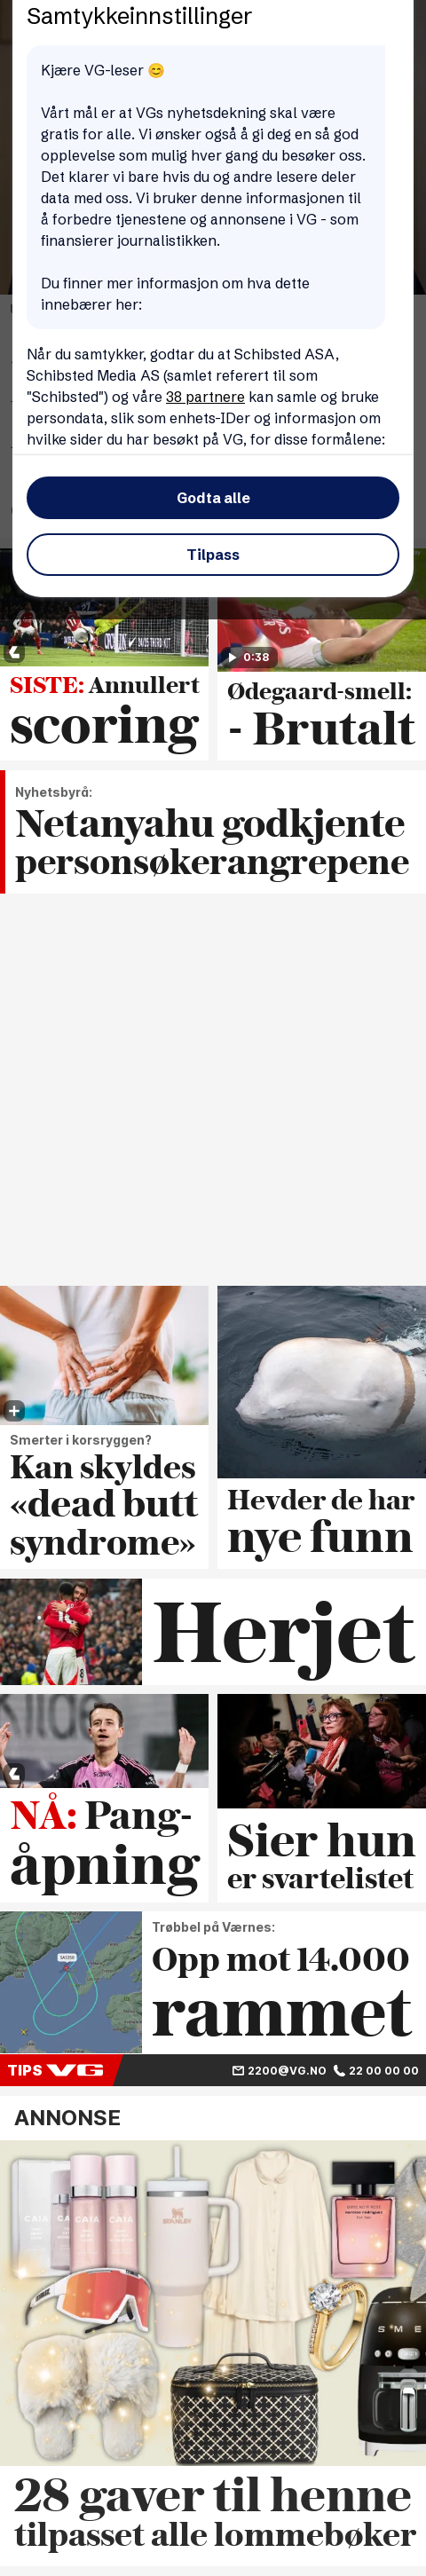 Samtykkeinnstillinger
Kjære VG-leser 😊
Vårt mål er at VGs nyhetsdekning skal være
gratis for alle. Vi ønsker også å gi deg en så god
opplevelse som mulig hver gang du besøker oss.
Det klarer vi bare hvis du og andre lesere deler
data med oss. Vi bruker denne informasjonen til
å forbedre tjenestene og annonsene i VG - som
finansierer journalistikken.
Du finner mer informasjon om hva dette
innebærer her:
Når du samtykker, godtar du at Schibsted ASA,
Schibsted Media AS (samlet referert til som
"Schibsted") og våre 38 partnere kan samle og bruke
persondata, slik som enhets-IDer og informasjon om
hvilke sider du har besøkt på VG, for disse formålene:
Godta alle
Tilpass
SISTE: Annullert
scoring
0:38
Ødegaard-smell:
- Brutalt
Nyhetsbyrå:
Netanyahu godkjente
personsøkerangrepene
Smerter i korsryggen?
Kan skyldes
«dead butt
syndrome»
Hevder de har
nye funn
Herjet
NÅ: Pang-
åpning
Sier hun
er svartelistet
Trøbbel på Værnes:
Opp mot 14.000
rammet
TIPS VG
2200@VG.NO
22 00 00 00
ANNONSE
CAIA
CAIA
STANLEY
narciso rodriguez
SME
28 gaver til henne
tilpasset alle lommebøker